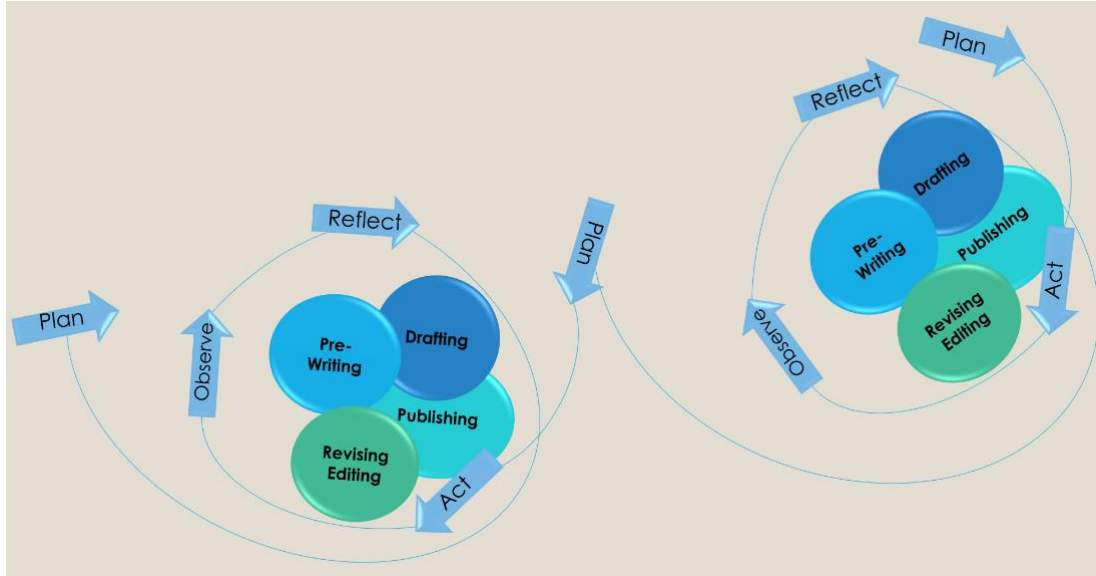 Plan
Observe
Reflect
Pre-
Writing
Drafting
Publishing
Revising
Editing
Act
Plan
Observe
Reflect
Pre-
Writing
Drafting
Publishing
Revising
Editing
Act
Plan